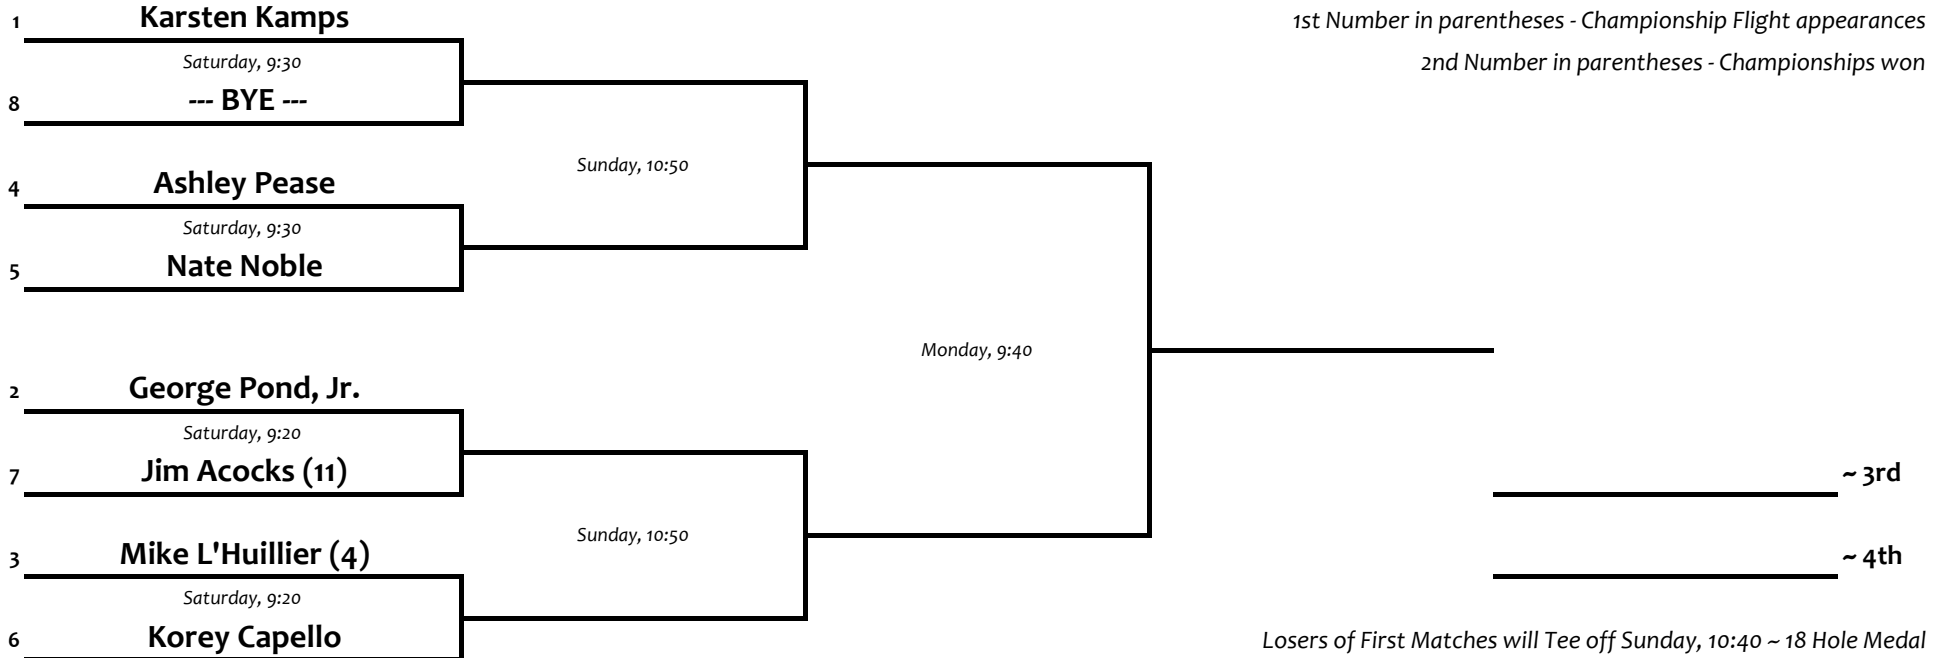 1 Karsten Kamps
1st Number in parentheses - Championship Flight appearances
Saturday, 9:30
2nd Number in parentheses - Championships won
8 --- BYE ---
Sunday, 10:50
4 Ashley Pease
Saturday, 9:30
5 Nate Noble
Monday, 9:40
2 George Pond, Jr.
Saturday, 9:20
7 Jim Acocks (11)
~ 3rd
Sunday, 10:50
3 Mike L'Huillier (4)
~ 4th
Saturday, 9:20
6 Korey Capello
Losers of First Matches will Tee off Sunday, 10:40 ~ 18 Hole Medal